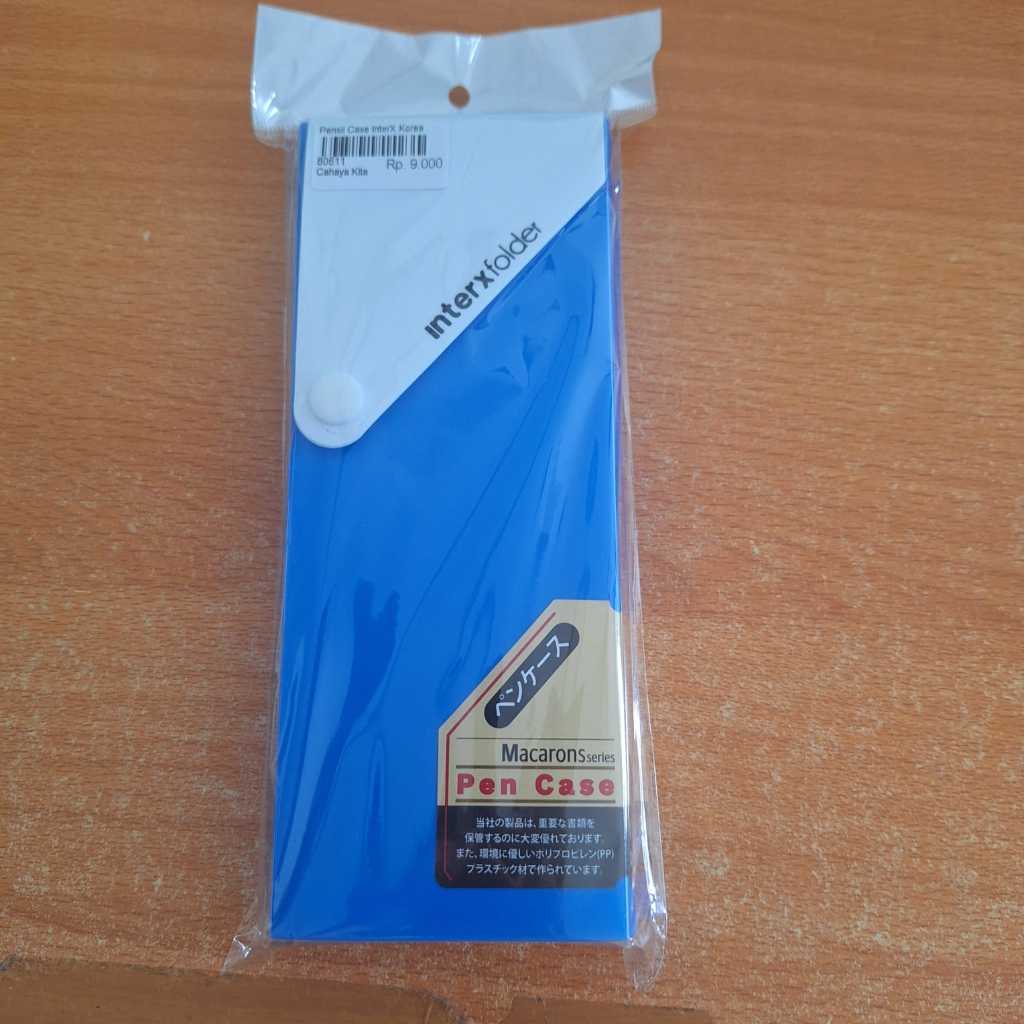 Pensil Case InterX Korea
80611
Rp. 9.000
Cahaya Kita
Interxfolder
ペンケース
Macarons series
Pen Case
当社の製品は、重要な書類を
保管するのに大変優れております.
また、環境に優しいホリプロピレン(PP)
プラスチック材で作られています.